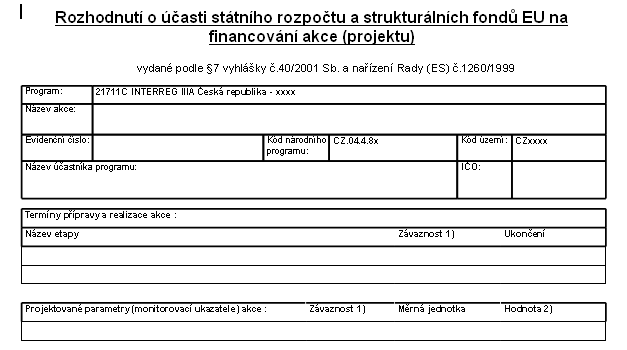 Rozhodnutí o účasti státního rozpočtu a strukturálních fondů EU na
financování akce (projektu)
vydané podle §7 vyhlášky č.40/2001 Sb. a nařízení Rady (ES) č.1260/1999
Program: 21711C INTERREG IIIA Česká republika - xxxx
Název akce:
Evidenční číslo: Kód národního programu: CZ.04.4.8x Kód území: CZxxxx
Název účastníka programu: IČO:
Termíny přípravy a realizace akce :
Název etapy Závaznost 1) Ukončení
Projektované parametry (monitorovací ukazatele) akce : Závaznost 1) Měrná jednotka Hodnota 2)